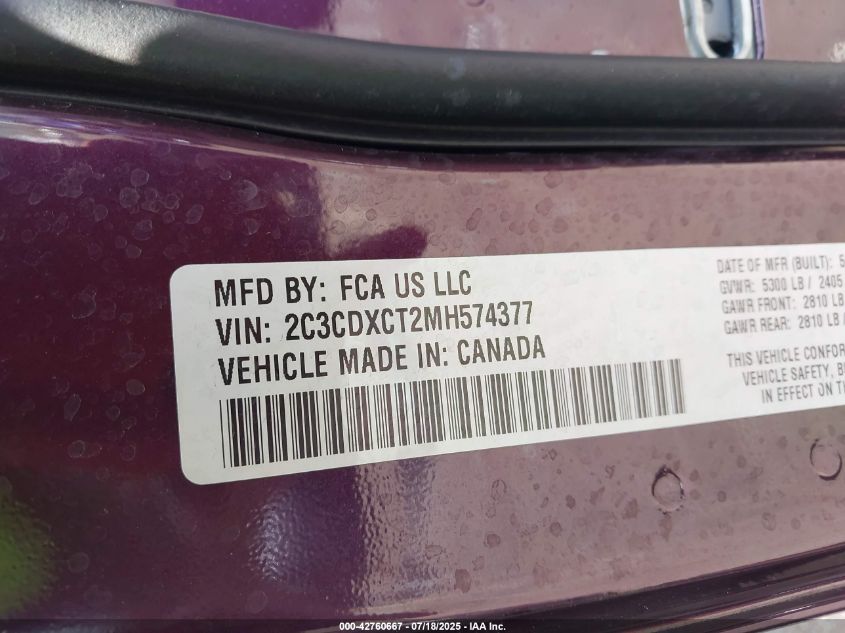 MFD BY: FCA US LLC
VIN: 2C3CDXCT2MH574377
VEHICLE MADE IN: CANADA
DATE OF MFR (BUILT): 5
GVWR: 5300 LB / 2405
GAWR FRONT: 2810 LB
GAWR REAR: 2810 LB /
THIS VEHICLE CONFOR
VEHICLE SAFETY, B
IN EFFECT ON TH
000-42760667 - 07/18/2025 - IAA Inc.